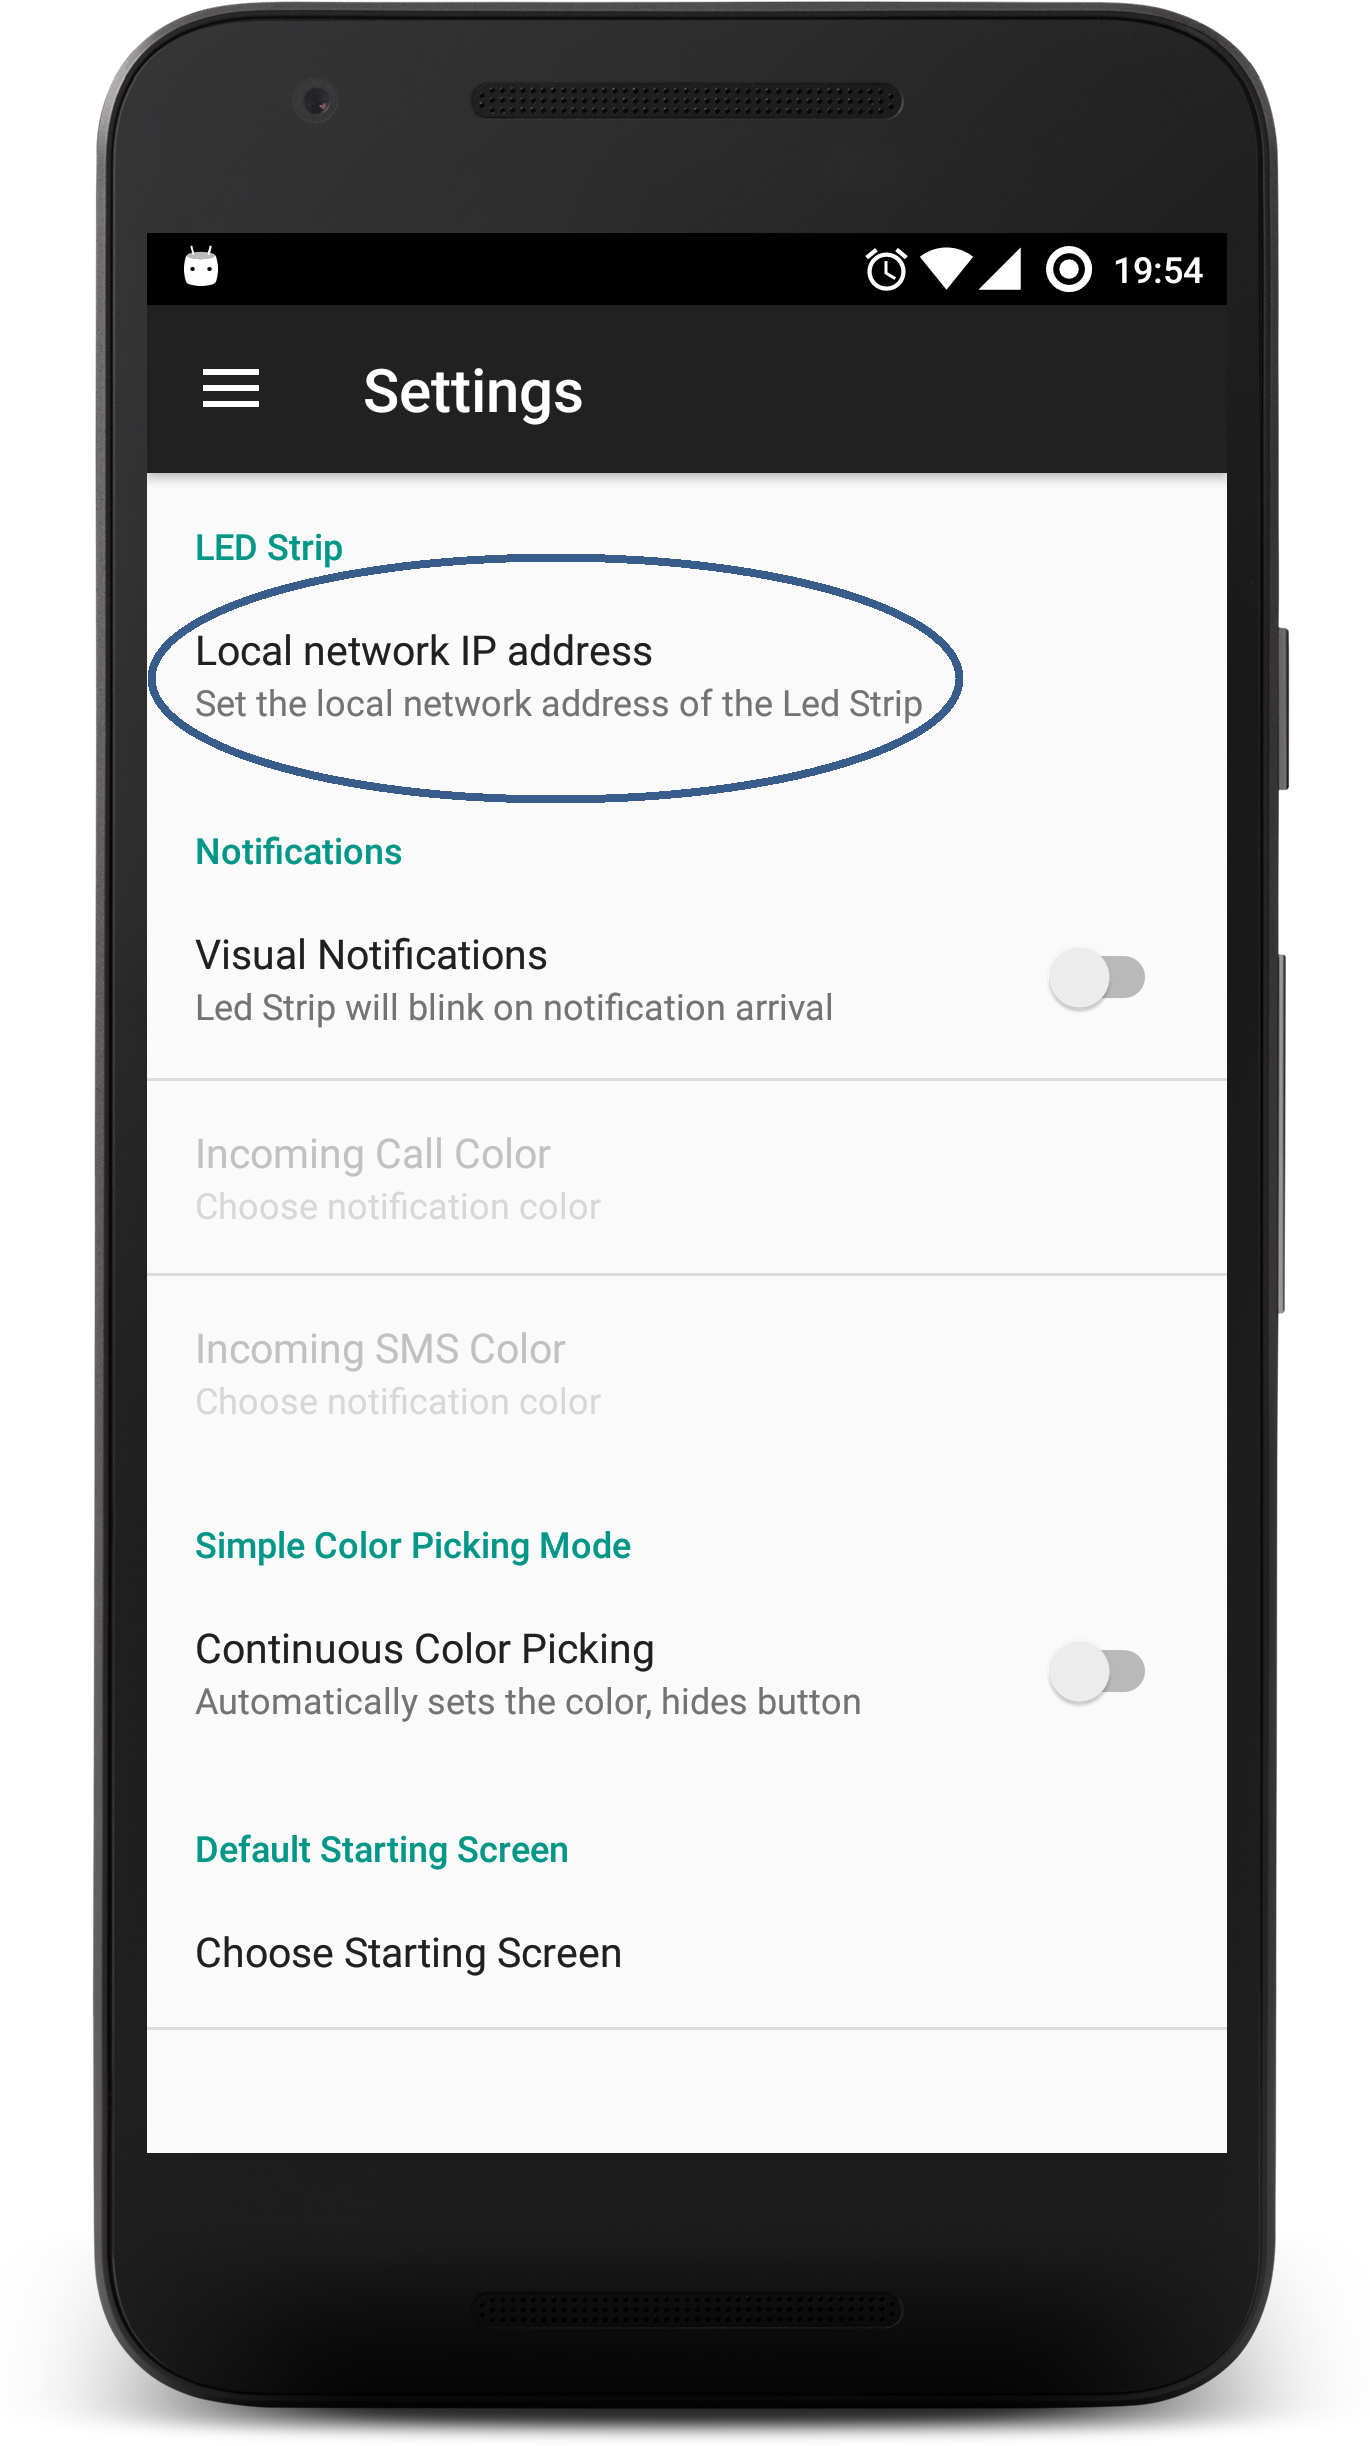 19:54
Settings
LED Strip
Local network IP address
Set the local network address of the Led Strip
Notifications
Visual Notifications
Led Strip will blink on notification arrival
Incoming Call Color
Choose notification color
Incoming SMS Color
Choose notification color
Simple Color Picking Mode
Continuous Color Picking
Automatically sets the color, hides button
Default Starting Screen
Choose Starting Screen